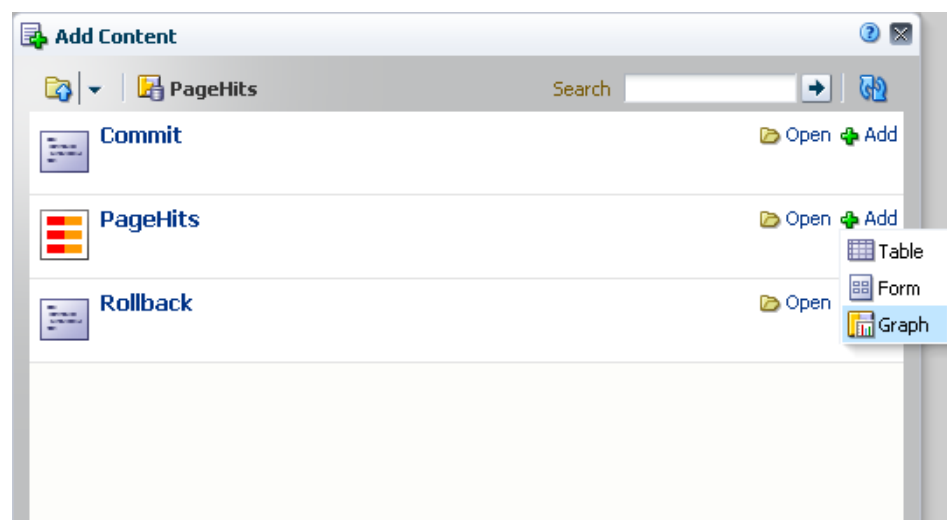 Add Content
PageHits Search
Commit Open Add
PageHits Open Add
Table
Form
Rollback Open
Graph